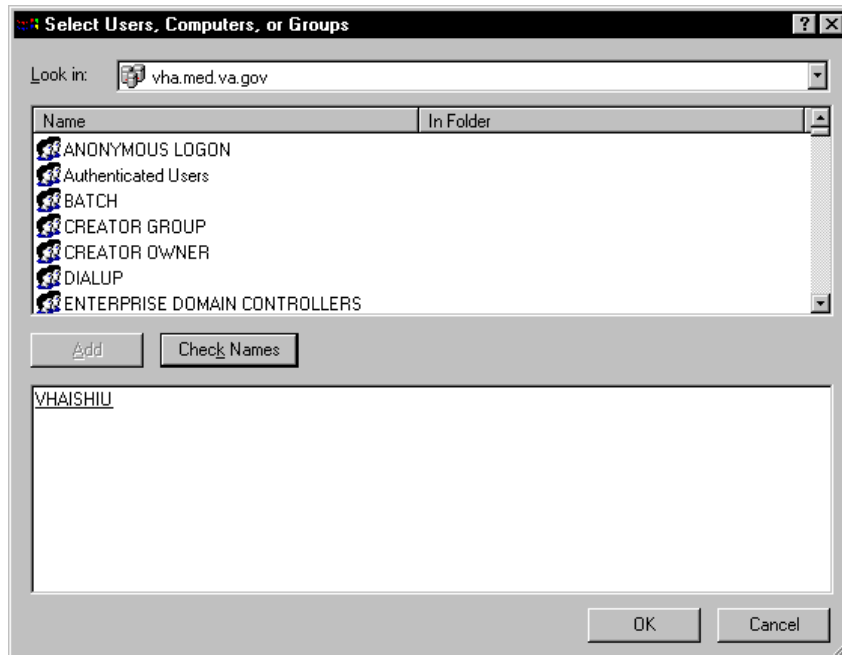 Select Users, Computers, or Groups
Look in: vha.med.va.gov
Name In Folder
ANONYMOUS LOGON
Authenticated Users
BATCH
CREATOR GROUP
CREATOR OWNER
DIALUP
ENTERPRISE DOMAIN CONTROLLERS
Add Check Names
VHAISHIU
OK Cancel